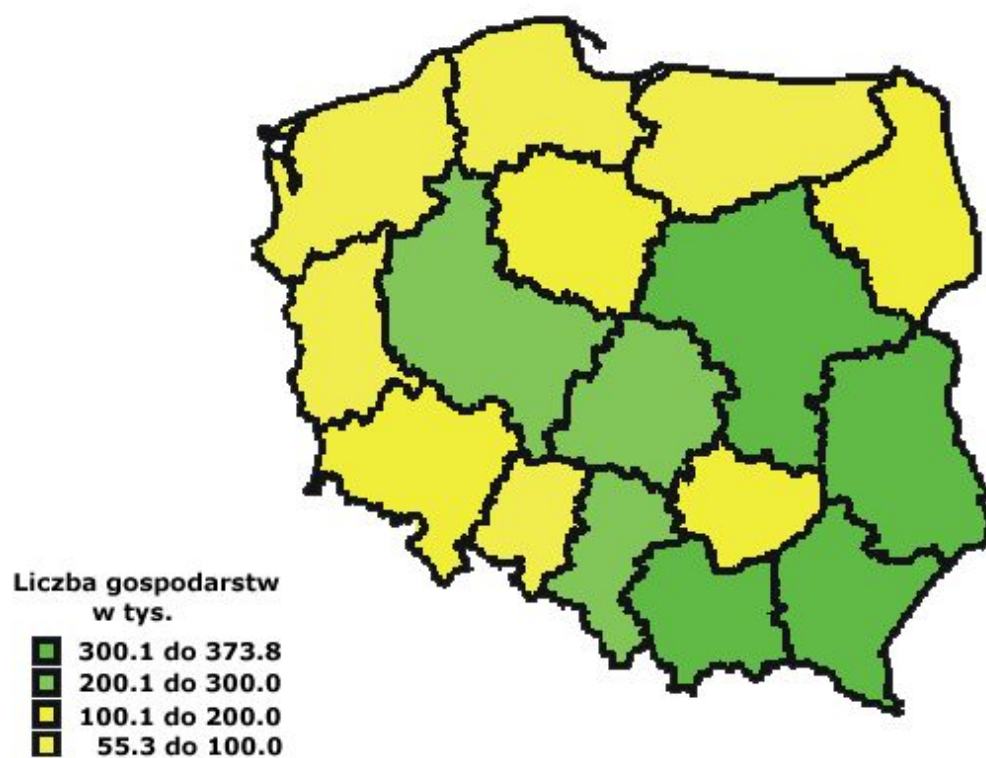 Liczba gospodarstw
w tys.
300.1 do 373.8
200.1 do 300.0
100.1 do 200.0
55.3 do 100.0